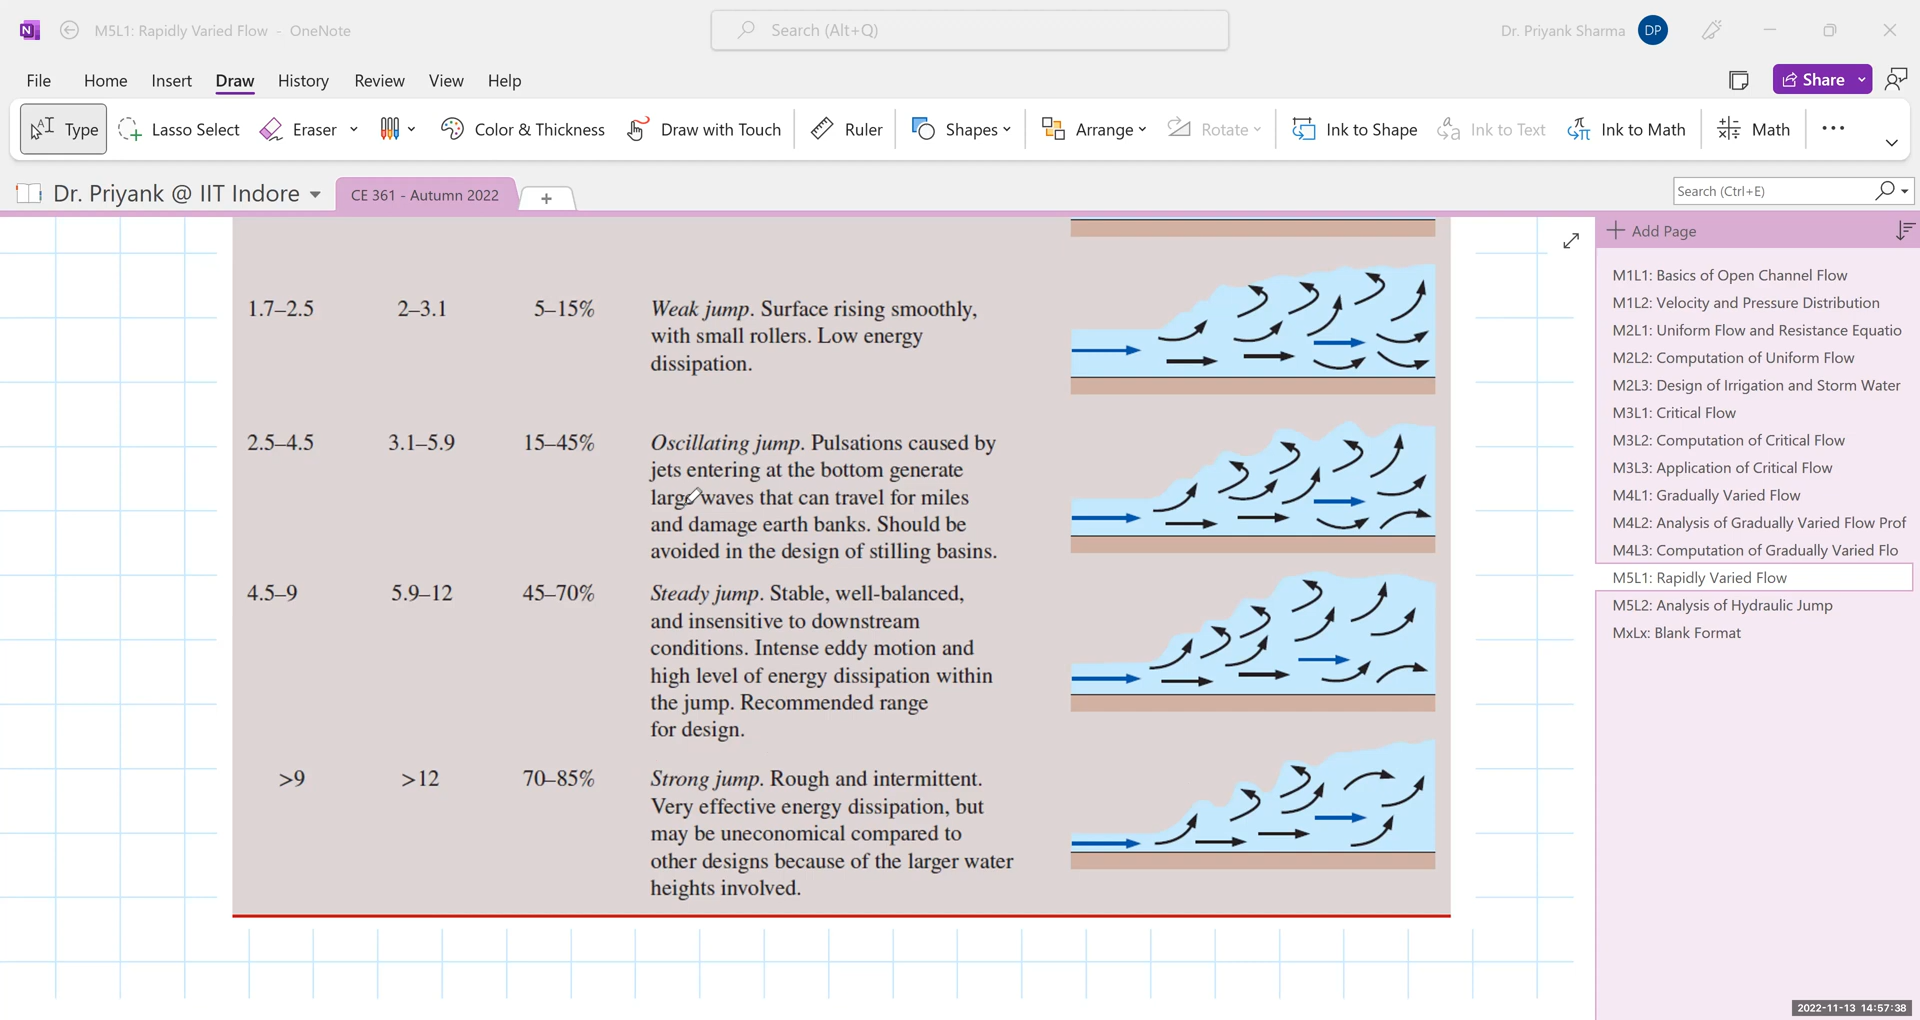 M5L1: Rapidly Varied Flow - OneNote
Search (Alt+Q)
Dr. Priyank Sharma
DP
File Home Insert Draw History Review View Help
Share
Type Lasso Select Eraser Color & Thickness Draw with Touch Ruler Shapes Arrange Rotate Ink to Shape Ink to Text Ink to Math Math
Dr. Priyank @ IIT Indore
CE 361 - Autumn 2022
Search (Ctrl+E)
1.7–2.5 2–3.1 5–15% Weak jump. Surface rising smoothly,
with small rollers. Low energy
dissipation.
2.5–4.5 3.1–5.9 15–45% Oscillating jump. Pulsations caused by
jets entering at the bottom generate
large waves that can travel for miles
and damage earth banks. Should be
avoided in the design of stilling basins.
4.5–9 5.9–12 45–70% Steady jump. Stable, well-balanced,
and insensitive to downstream
conditions. Intense eddy motion and
high level of energy dissipation within
the jump. Recommended range
for design.
>9 >12 70–85% Strong jump. Rough and intermittent.
Very effective energy dissipation, but
may be uneconomical compared to
other designs because of the larger water
heights involved.
Add Page
M1L1: Basics of Open Channel Flow
M1L2: Velocity and Pressure Distribution
M2L1: Uniform Flow and Resistance Equatio
M2L2: Computation of Uniform Flow
M2L3: Design of Irrigation and Storm Water
M3L1: Critical Flow
M3L2: Computation of Critical Flow
M3L3: Application of Critical Flow
M4L1: Gradually Varied Flow
M4L2: Analysis of Gradually Varied Flow Prof
M4L3: Computation of Gradually Varied Flo
M5L1: Rapidly Varied Flow
M5L2: Analysis of Hydraulic Jump
MxLx: Blank Format
2022-11-13 14:57:38